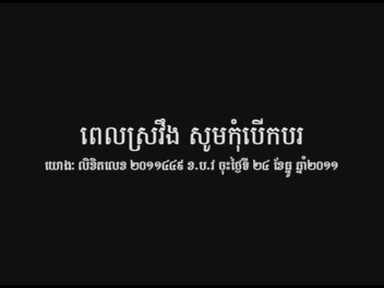 ពេលស្រវឹង សូមកុំបើកបរ
យោងៈ លិខិតលេខ ២០១១៤៤៩ ខ.ប.វ ចុះថ្ងៃទី ២៤ ខែធ្នូ ឆ្នាំ២០១១